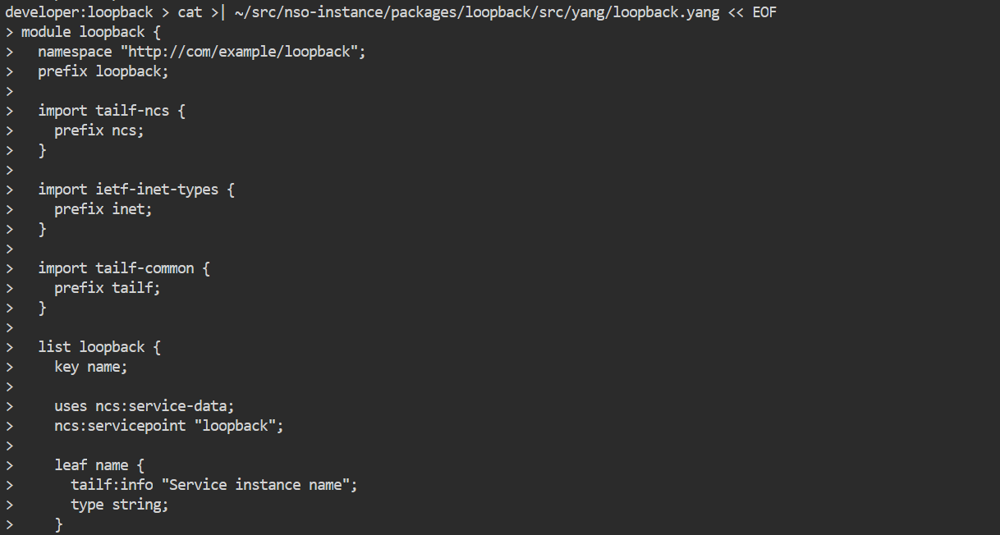 developer:loopback > cat >| ~/src/nso-instance/packages/loopback/src/yang/loopback.yang << EOF
> module loopback {
>   namespace "http://com/example/loopback";
>   prefix loopback;
>
>   import tailf-ncs {
>     prefix ncs;
>   }
>
>   import ietf-inet-types {
>     prefix inet;
>   }
>
>   import tailf-common {
>     prefix tailf;
>   }
>
>   list loopback {
>     key name;
>
>     uses ncs:service-data;
>     ncs:servicepoint "loopback";
>
>     leaf name {
>       tailf:info "Service instance name";
>       type string;
>     }